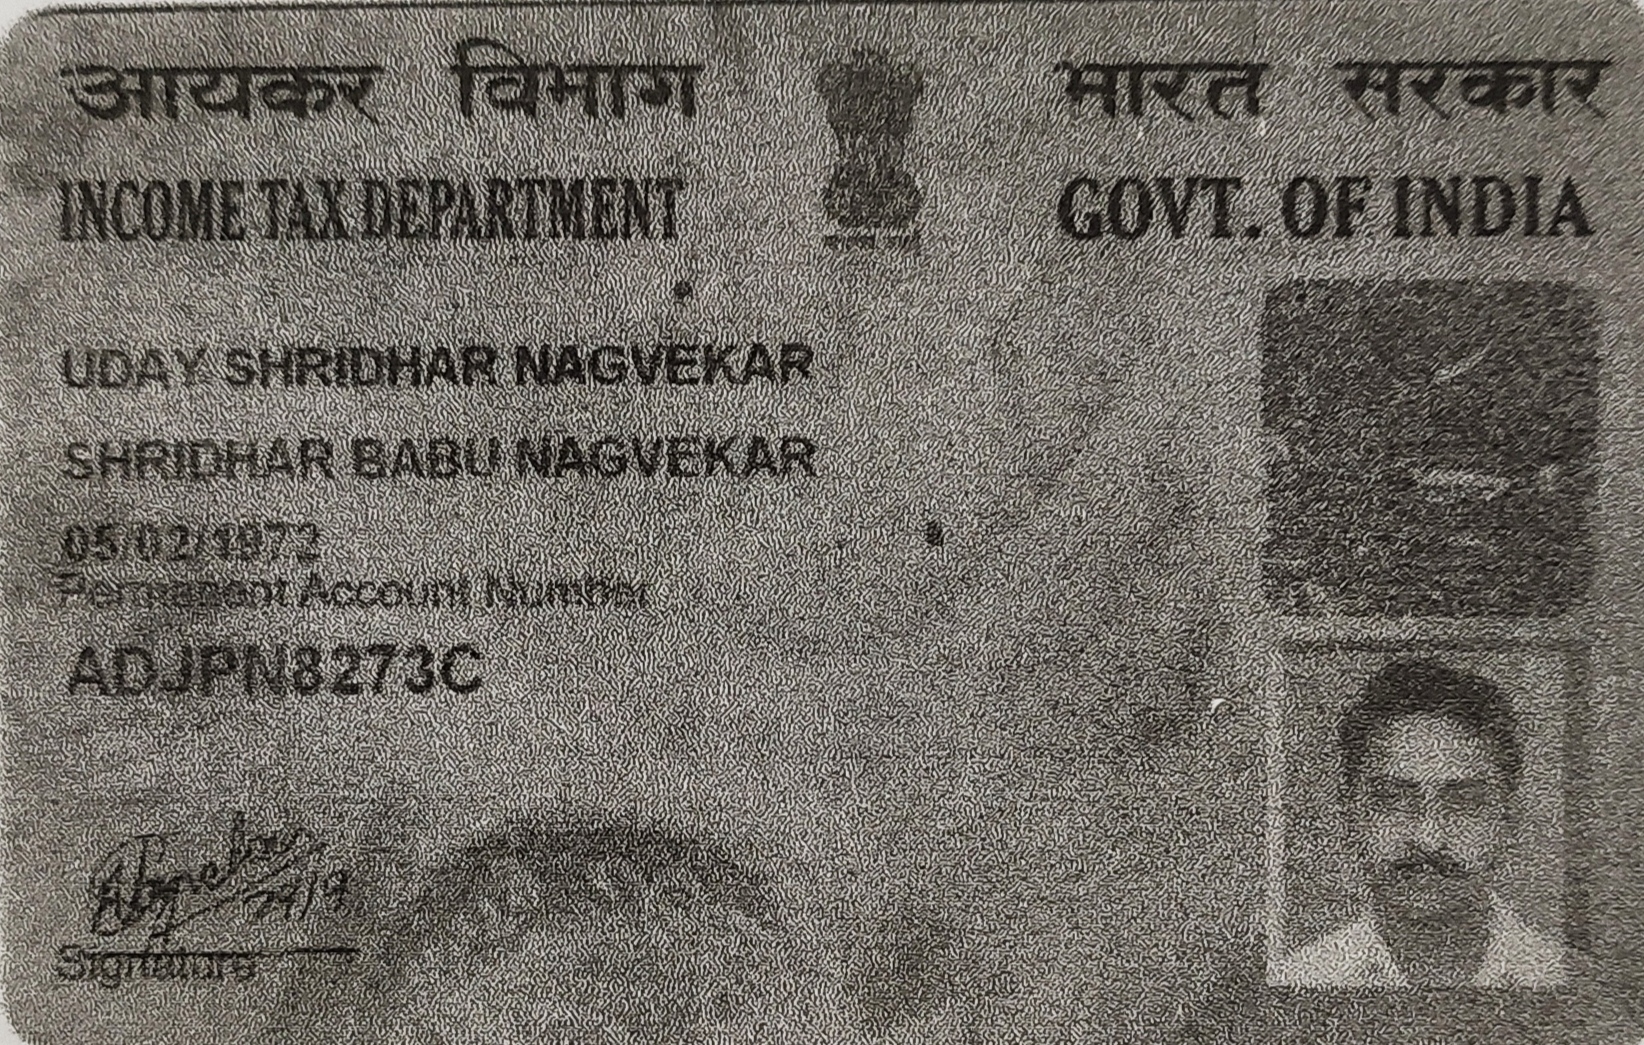 आयकर विभाग
भारत सरकार
INCOME TAX DEPARTMENT
GOVT. OF INDIA
UDAY SHRIDHAR NAGVEKAR
SHRIDHAR BABU NAGVEKAR
05/02/1972
Permanent Account Number
ADJPN8273C
Signature